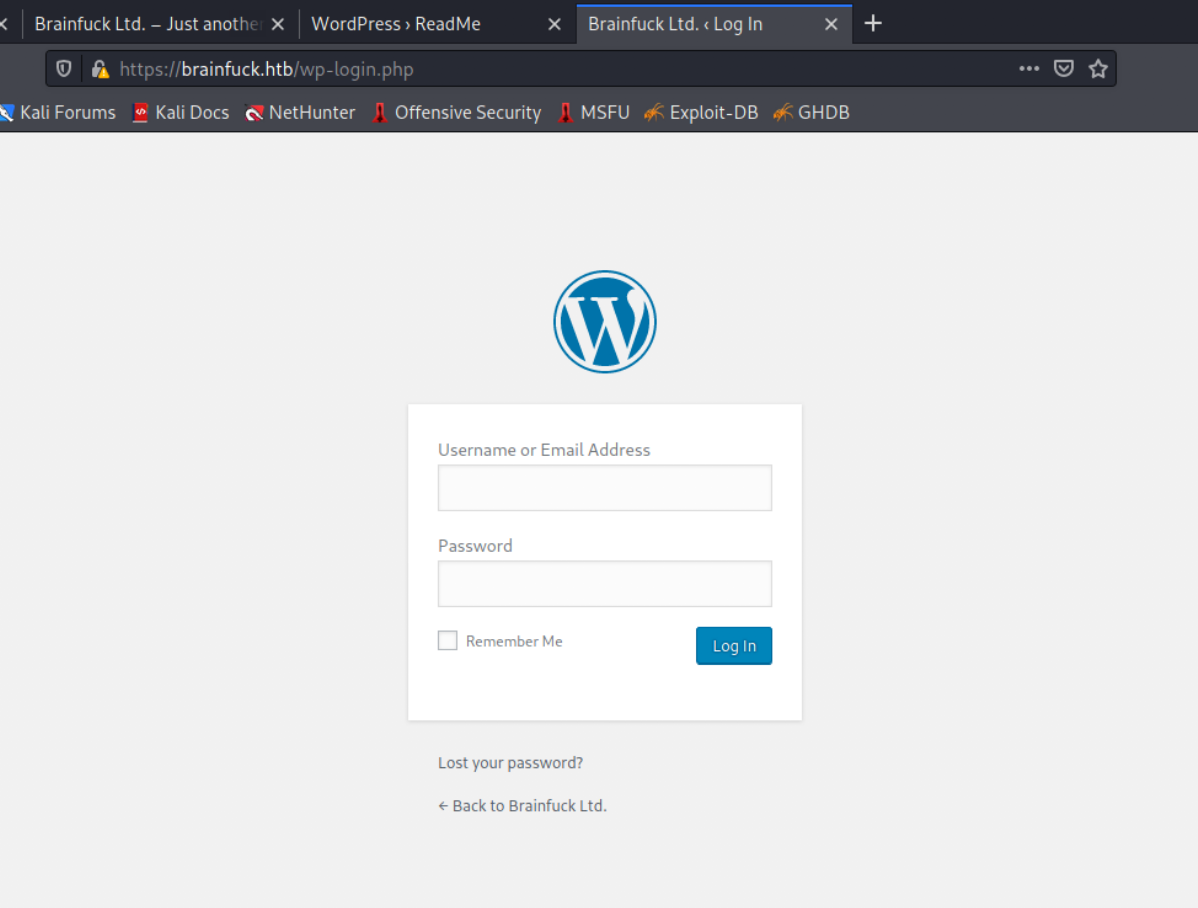 Brainfuck Ltd. – Just another
WordPress › ReadMe
Brainfuck Ltd. ‹ Log In
https://brainfuck.htb/wp-login.php
Kali Forums
Kali Docs
NetHunter
Offensive Security
MSFU
Exploit-DB
GHDB
Username or Email Address
Password
Remember Me
Log In
Lost your password?
← Back to Brainfuck Ltd.